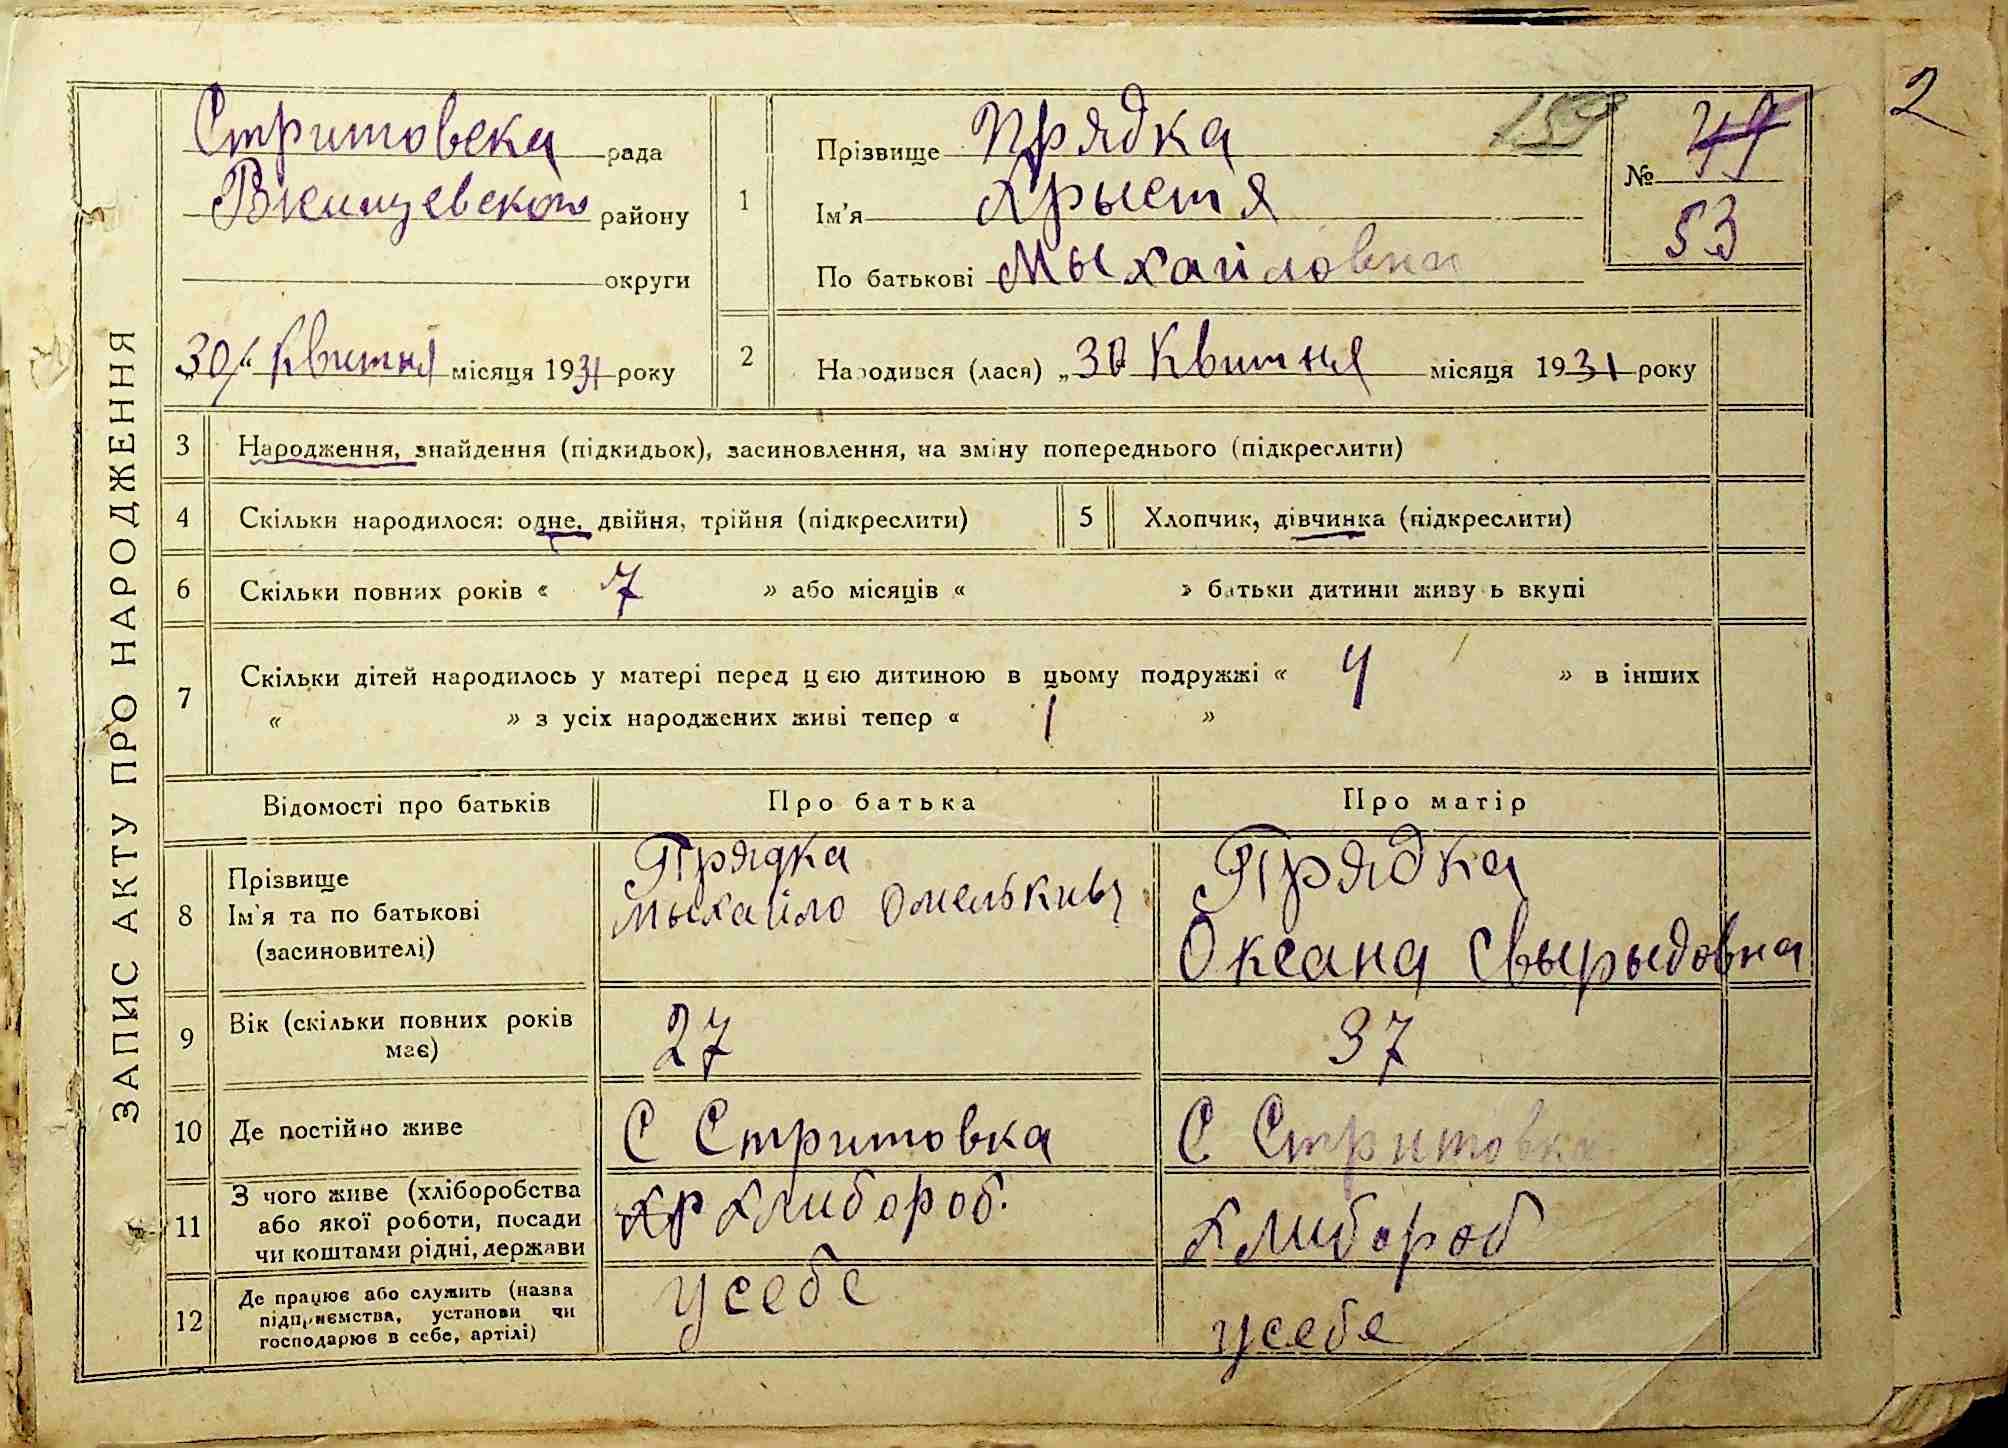 2
ЗАПИС АКТУ ПРО НАРОДЖЕННЯ
Стритовска рада
району
округи
"30" Квитня місяця 1931 року
159
№ 49
53
1 Прізвище Прядка
Ім'я Хрыстя
По батькові Мыхайловна
2 Народився (лася) „30 Квитня місяця 1931 року
3 Народження, знайдення (підкидьок), засиновлення, на зміну попереднього (підкреслити)
4 Скільки народилося: одне, двійня, трійня (підкреслити)
5 Хлопчик, дівчинка (підкреслити)
6 Скільки повних років « 7 » або місяців « » батьки дитини живу ь вкупі
7 Скільки дітей народилось у матері перед цією дитиною в цьому подружжі « 4 » в інших
« » з усіх народжених живі тепер « 1 »
Відомості про батьків Про батька Про матір
8 Прізвище
Ім'я та по батькові
(засиновителі)
Прядка
Мыхайло Омелькивч
Прядка
Оксана Свырыдовна
9 Вік (скільки повних років
має)
27
37
10 Де постійно живе
С Стритовка
С Стритовка
11 З чого живе (хліборобства
або якої роботи, посади
чи коштами рідні, держави
хр хлибороб.
хлибороб
12 Де працює або служить (назва
підприємства, установи чи
господарює в себе, артілі)
усебе
усебе